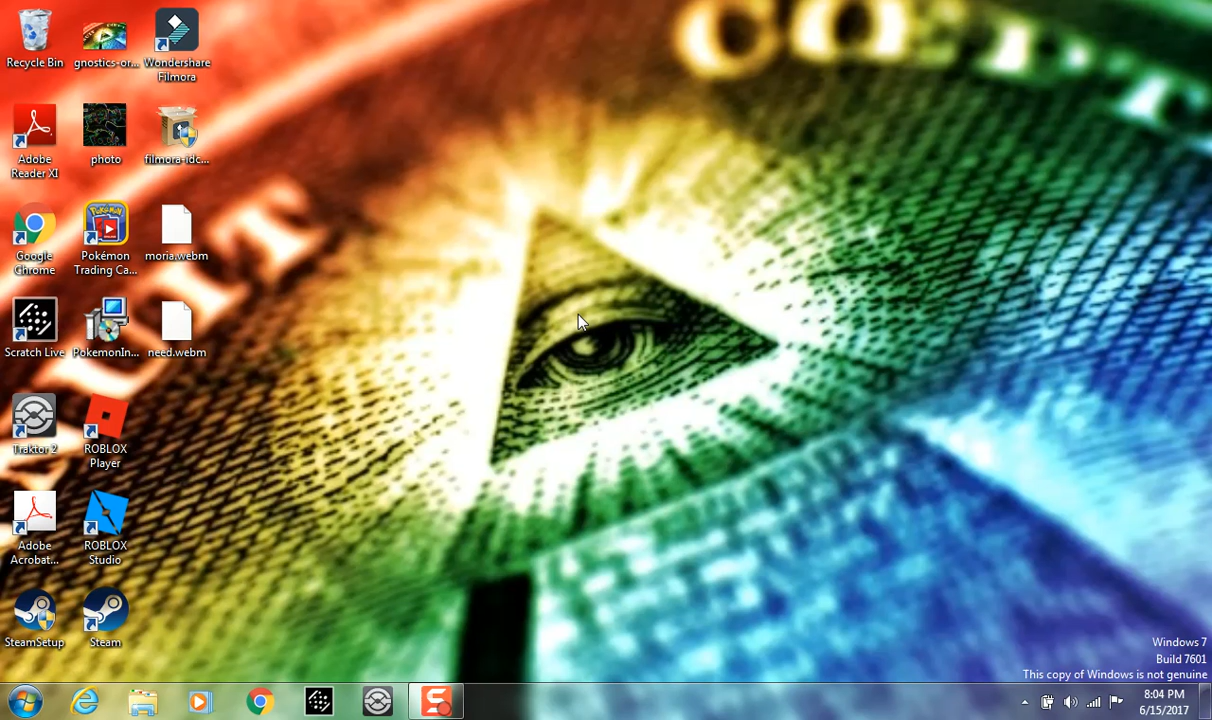 Recycle Bin
gnostics-or...
Wondershare
Filmora
Adobe
Reader XI
photo
filmora-idc...
Google
Chrome
Pokémon
Trading Ca...
moria.webm
Scratch Live
PokemonIn...
need.webm
Traktor 2
ROBLOX
Player
Adobe
Acrobat...
ROBLOX
Studio
SteamSetup
Steam
Windows 7
Build 7601
This copy of Windows is not genuine
8:04 PM
6/15/2017